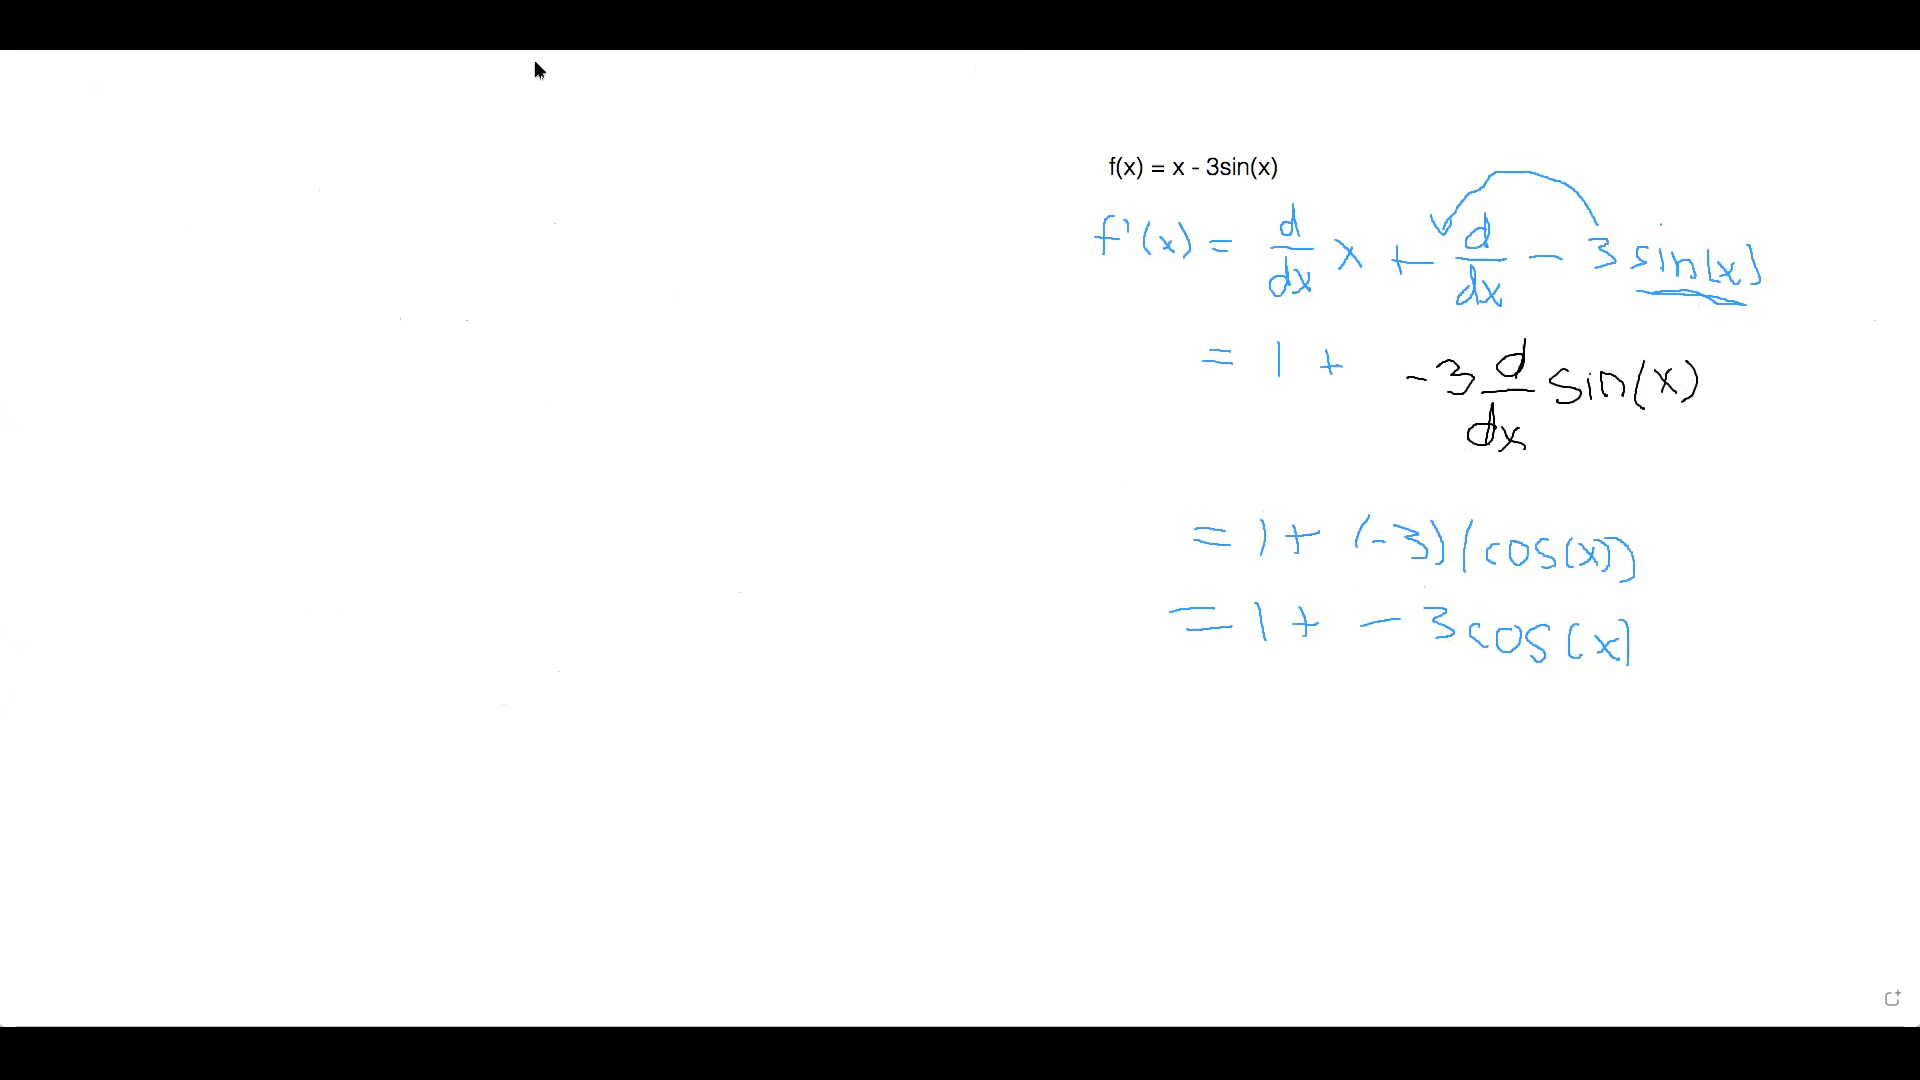 f(x) = x - 3sin(x)
f'(x) = d/dx x + d/dx - 3 sin(x)
= 1 + -3 d/dx sin(x)
= 1 + (-3)(cos(x))
= 1 + - 3cos(x)